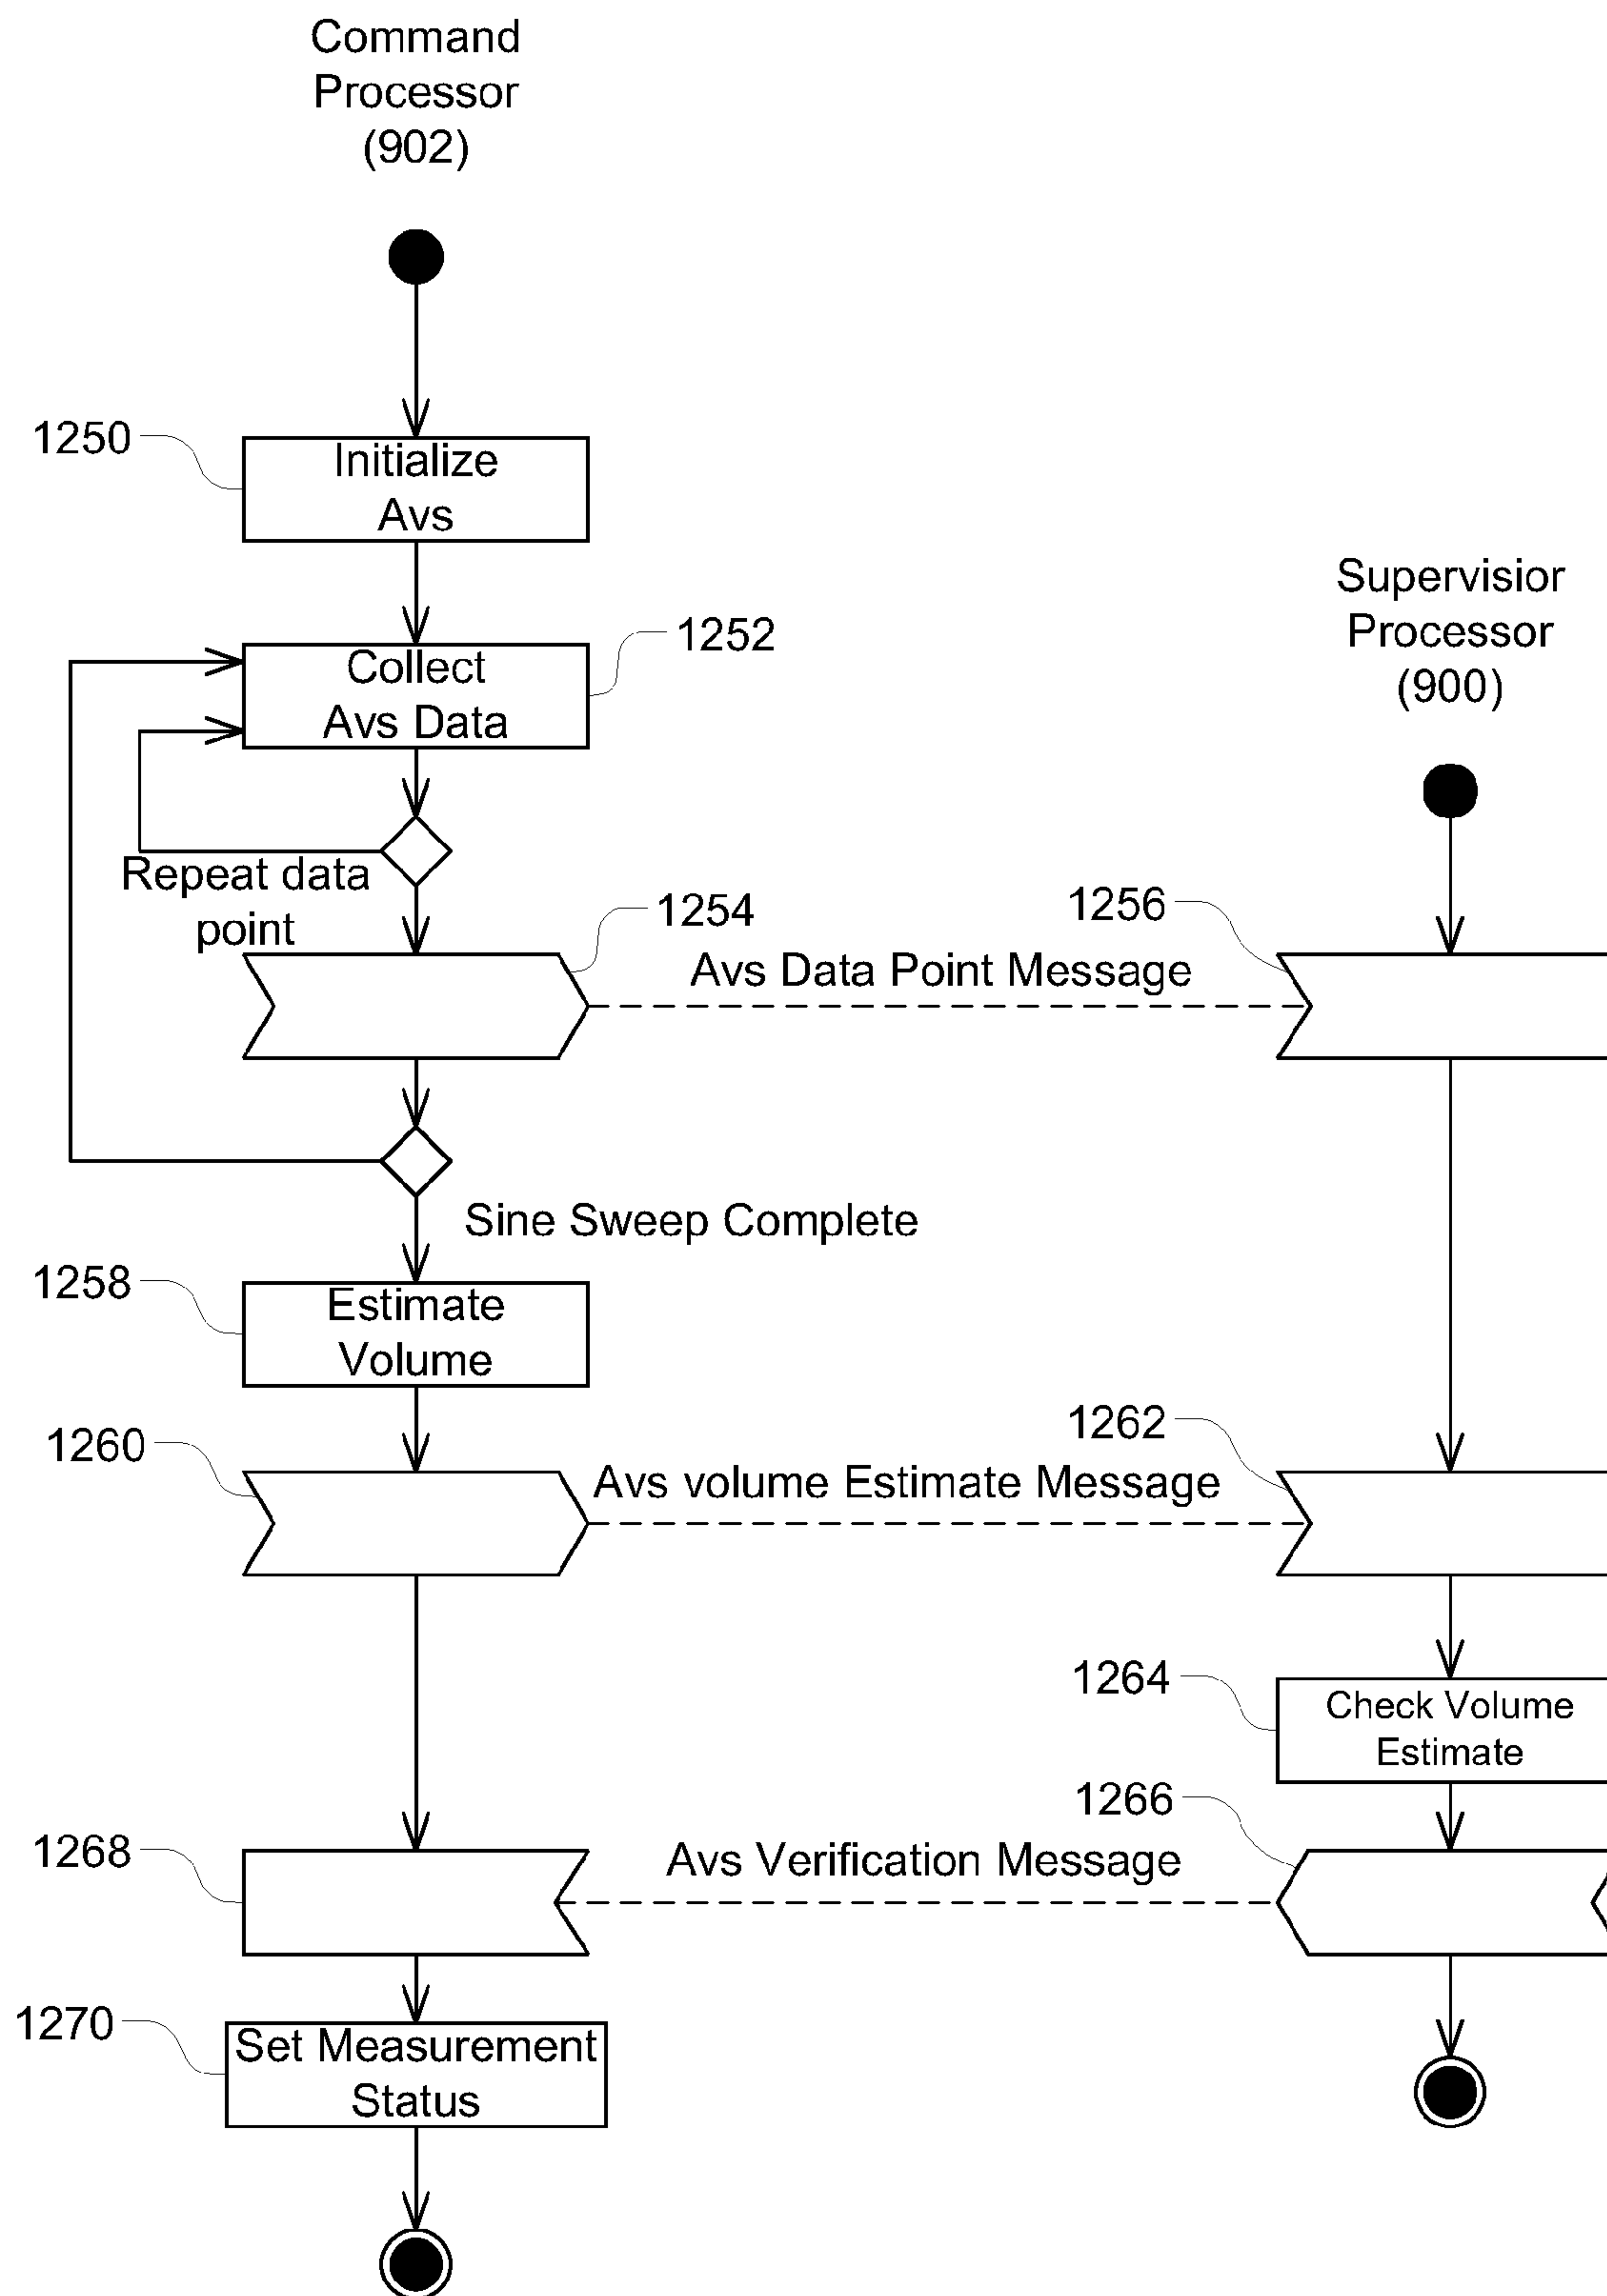 Command
Processor
(902)
1250
Initialize
Avs
Supervisior
Processor
(900)
1252
Collect
Avs Data
Repeat data
point
1254
1256
Avs Data Point Message
Sine Sweep Complete
1258
Estimate
Volume
1260
1262
Avs volume Estimate Message
1264
Check Volume
Estimate
1266
1268
Avs Verification Message
1270
Set Measurement
Status